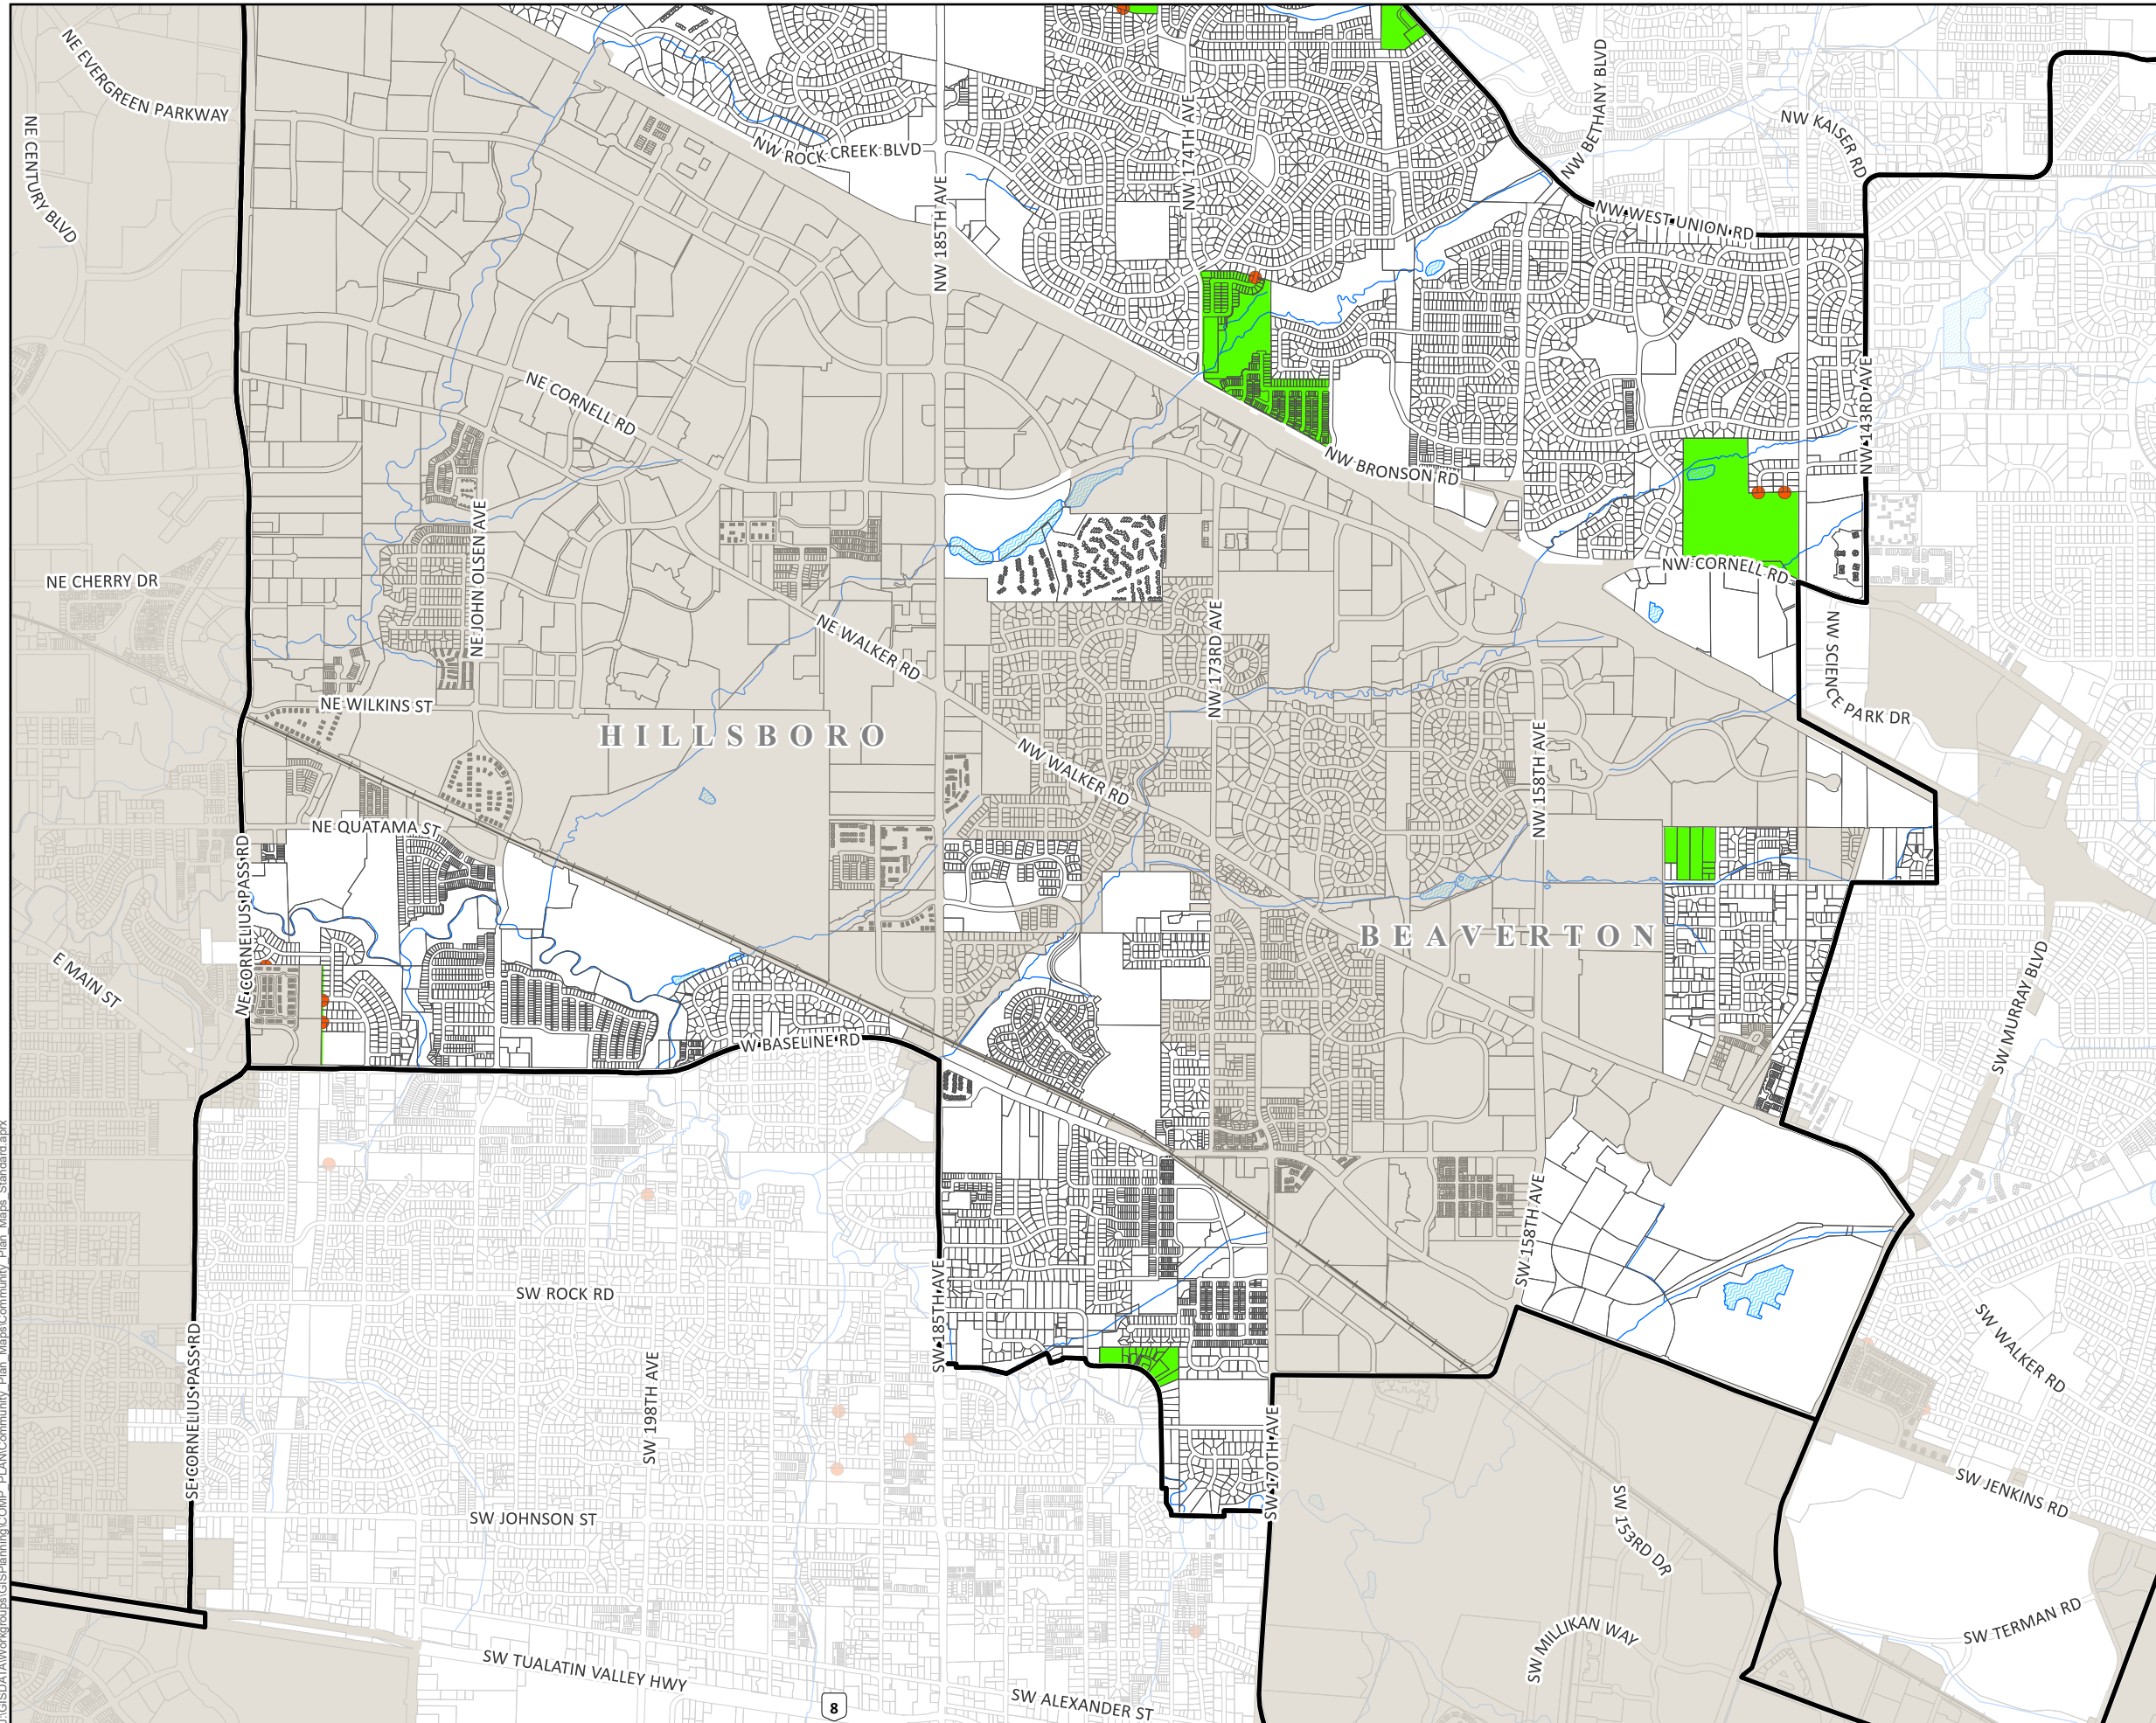 NE EVERGREEN PARKWAY
NE CENTURY BLVD
NW ROCK CREEK BLVD
NW 185TH AVE
NW 174TH AVE
NW BETHANY BLVD
NW KAISER RD
NW WEST UNION RD
NE CORNELL RD
NW BRONSON RD
NW 143RD AVE
NE CHERRY DR
NE JOHN OLSEN AVE
NW CORNELL RD
NE WALKER RD
NW 173RD AVE
NW SCIENCE PARK DR
NE WILKINS ST
HILLSBORO
NW WALKER RD
NW 158TH AVE
NE QUATAMA ST
NE CORNELIUS PASS RD
BEAVERTON
E MAIN ST
W BASELINE RD
SW MURRAY BLVD
SW 158TH AVE
SW ROCK RD
SW 185TH AVE
SW WALKER RD
SE CORNELIUS PASS RD
SW 198TH AVE
SW 170TH AVE
SW JENKINS RD
SW JOHNSON ST
SW 153RD DR
SW TERMAN RD
SW MILLIKAN WAY
SW TUALATIN VALLEY HWY
8
SW ALEXANDER ST